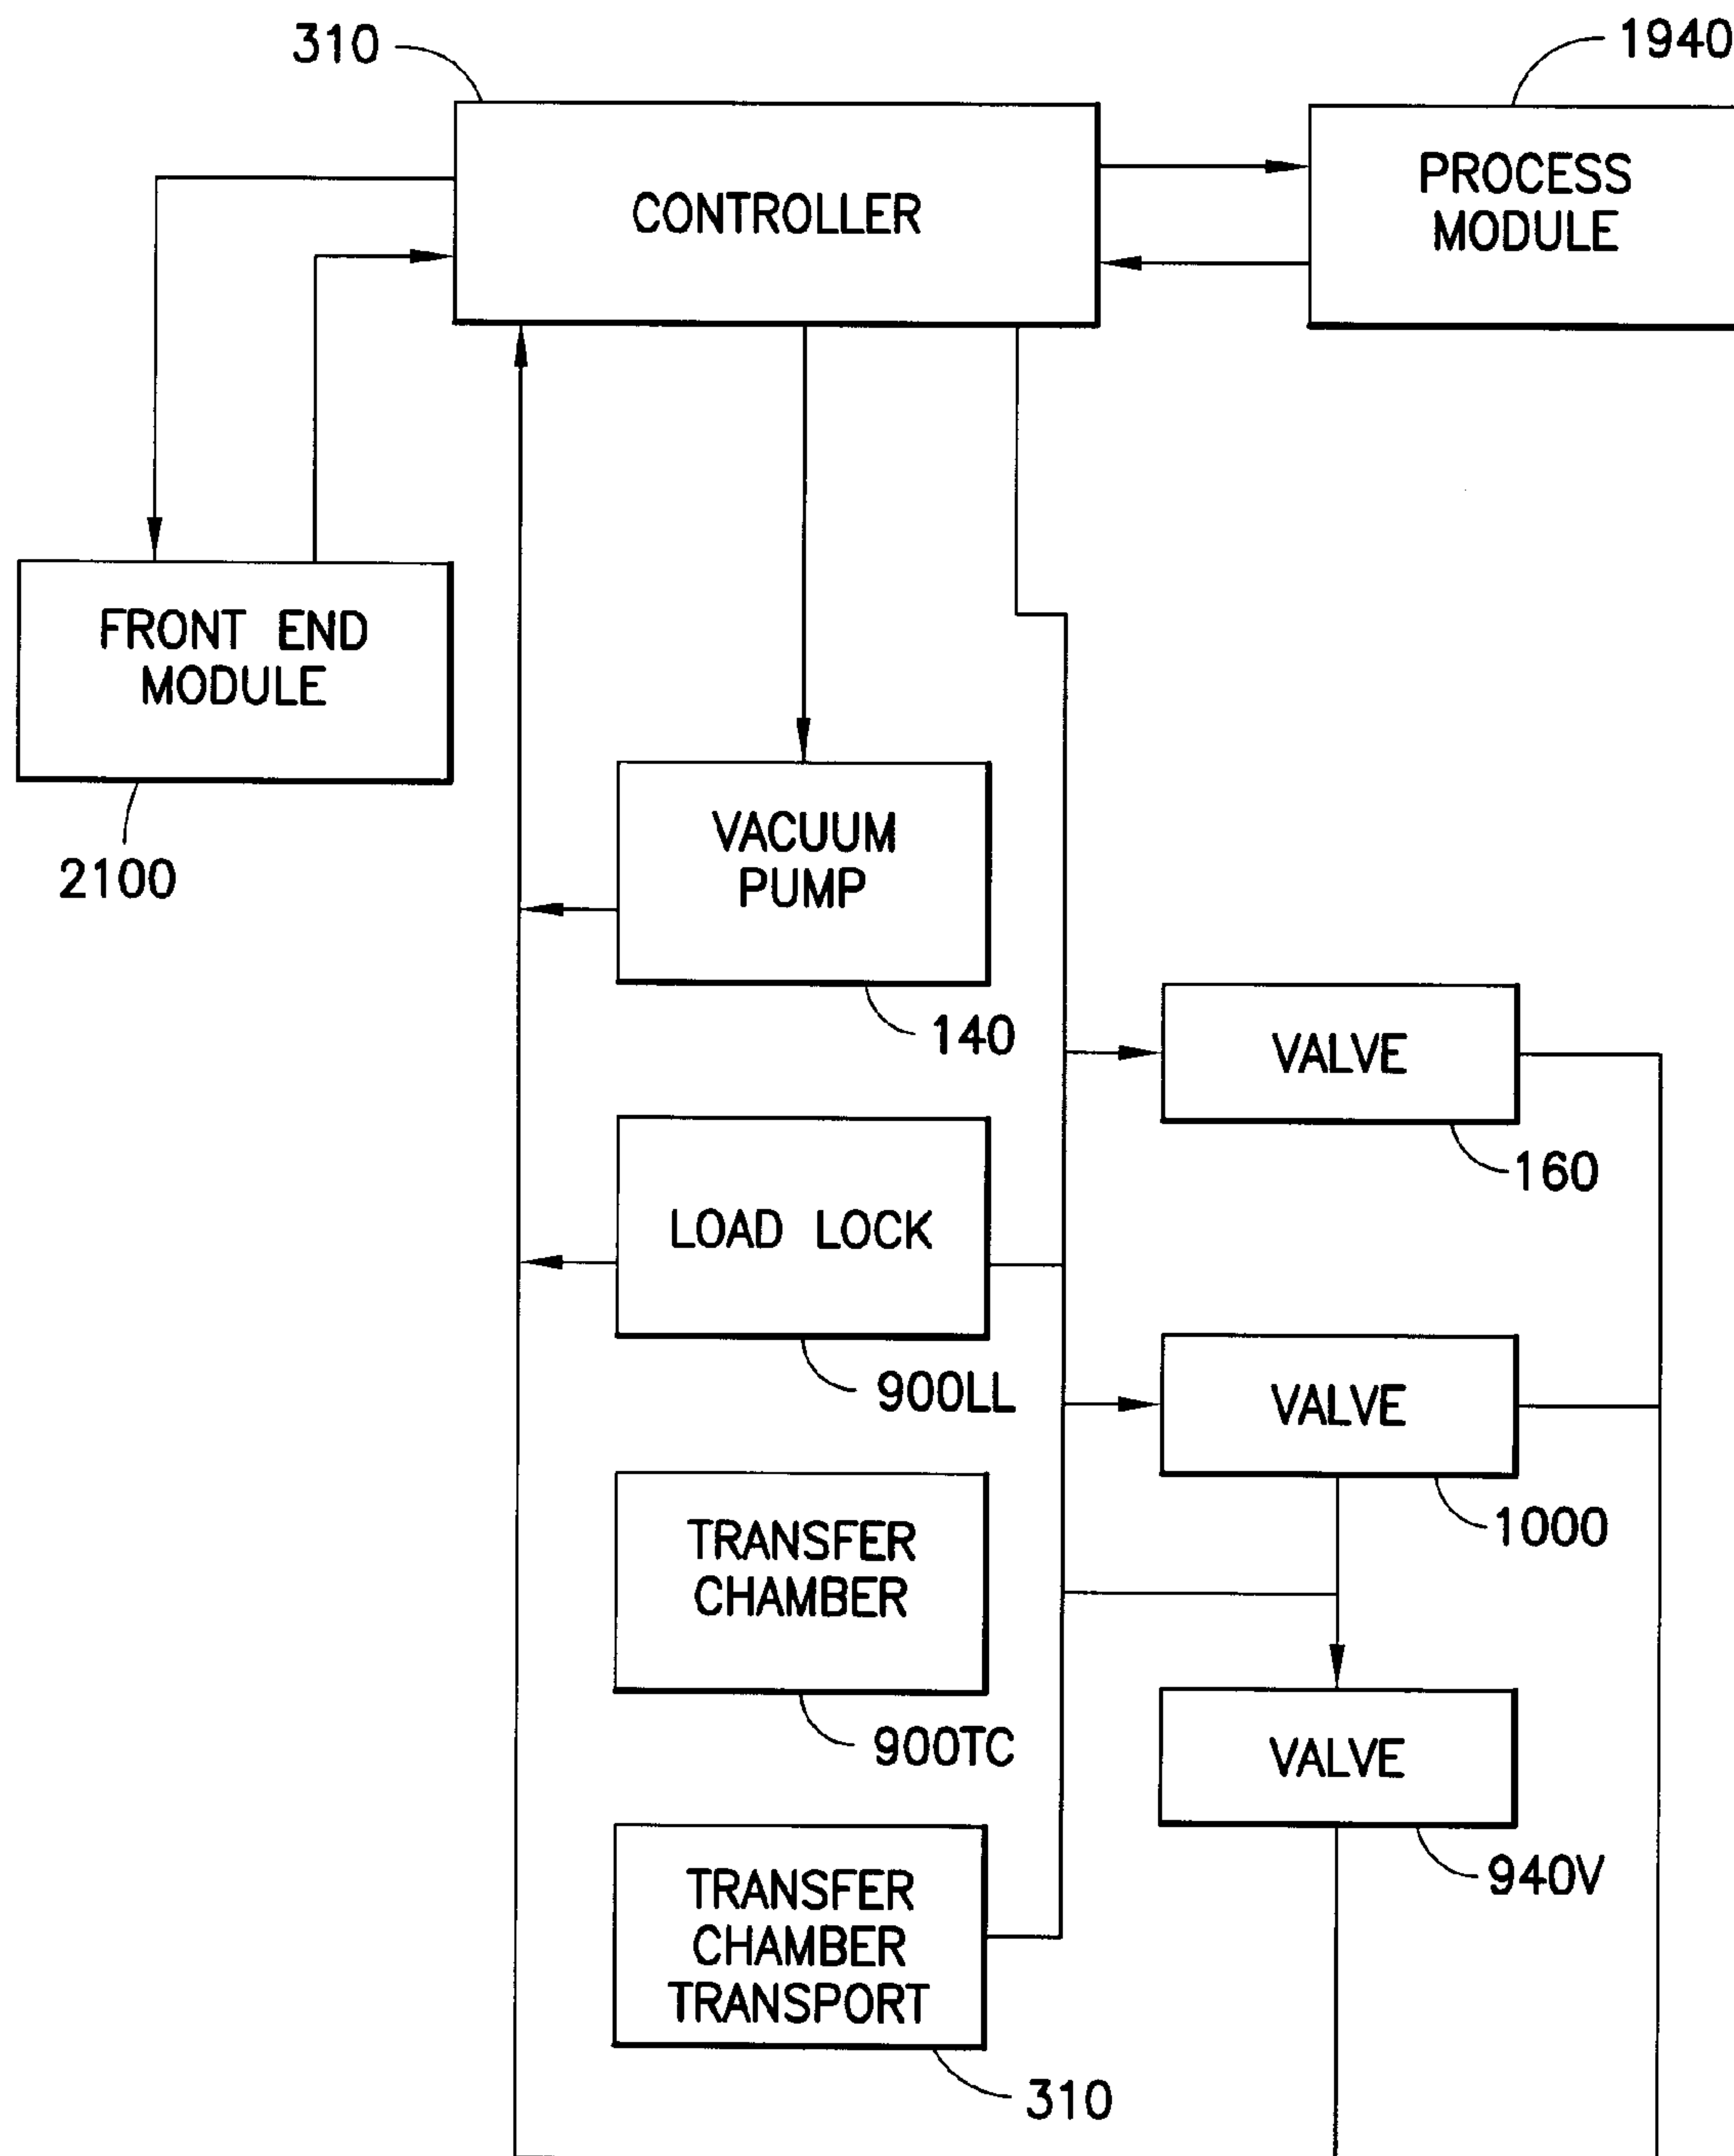 310
1940
CONTROLLER
PROCESS
MODULE
FRONT END
MODULE
2100
VACUUM
PUMP
140
VALVE
160
LOAD LOCK
900LL
VALVE
1000
TRANSFER
CHAMBER
900TC
VALVE
940V
TRANSFER
CHAMBER
TRANSPORT
310